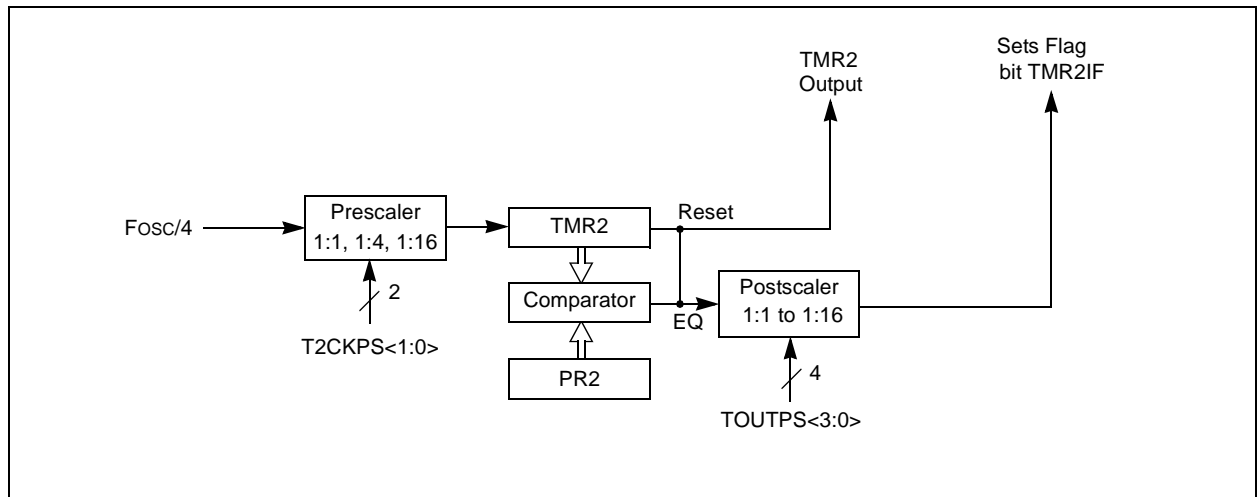 TMR2
Output
Sets Flag
bit TMR2IF
FOSC/4
Prescaler
1:1, 1:4, 1:16
2
T2CKPS<1:0>
TMR2
Reset
Comparator
EQ
PR2
Postscaler
1:1 to 1:16
4
TOUTPS<3:0>